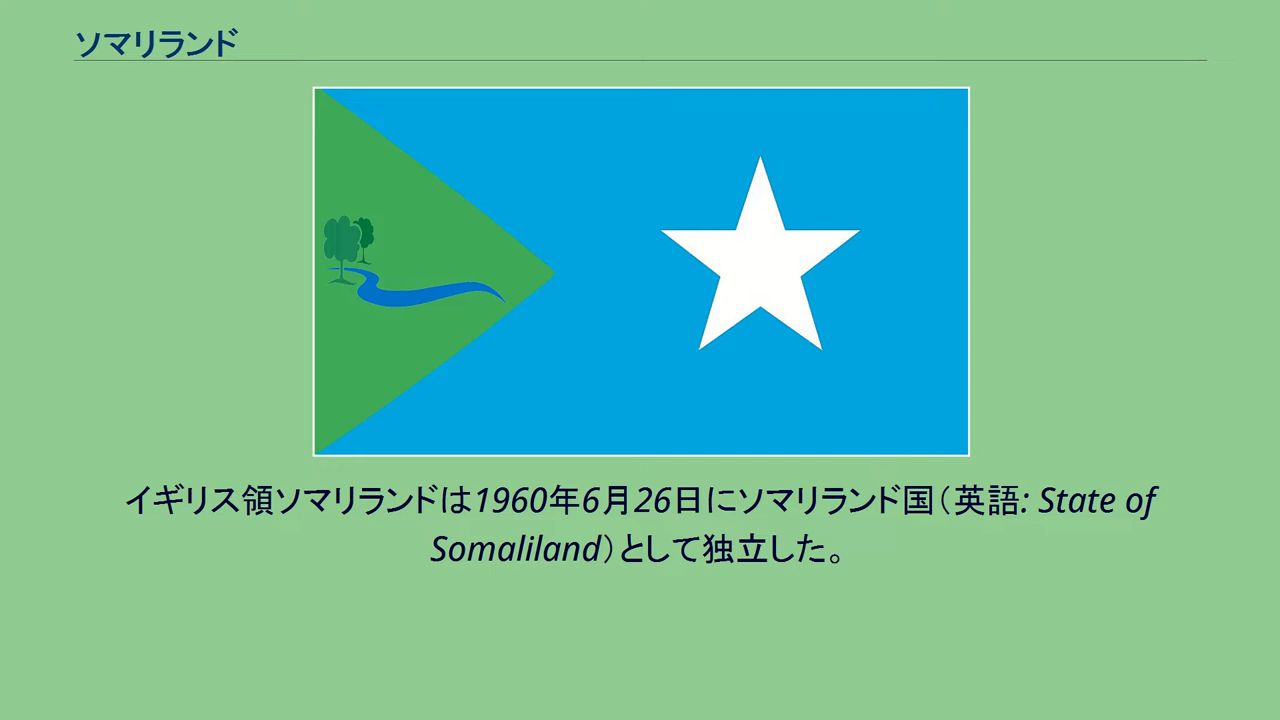 ソマリランド
イギリス領ソマリランドは1960年6月26日にソマリランド国（英語: State of
Somaliland）として独立した。